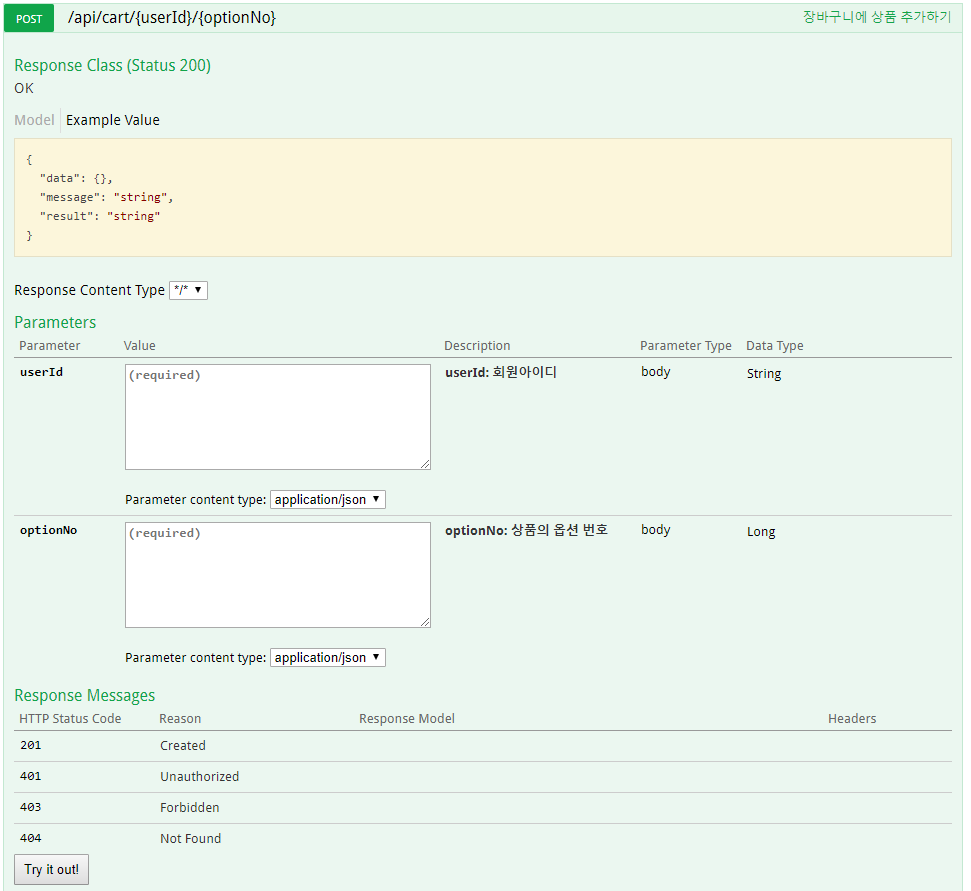 POST /api/cart/{userId}/{optionNo} 장바구니에 상품 추가하기
Response Class (Status 200)
OK
Model Example Value
{
"data": {},
"message": "string",
"result": "string"
}
Response Content Type */*
Parameters
Parameter Value Description Parameter Type Data Type
userId (required) userId: 회원아이디 body String
Parameter content type: application/json
optionNo (required) optionNo: 상품의 옵션 번호 body Long
Parameter content type: application/json
Response Messages
HTTP Status Code Reason Response Model Headers
201 Created
401 Unauthorized
403 Forbidden
404 Not Found
Try it out!